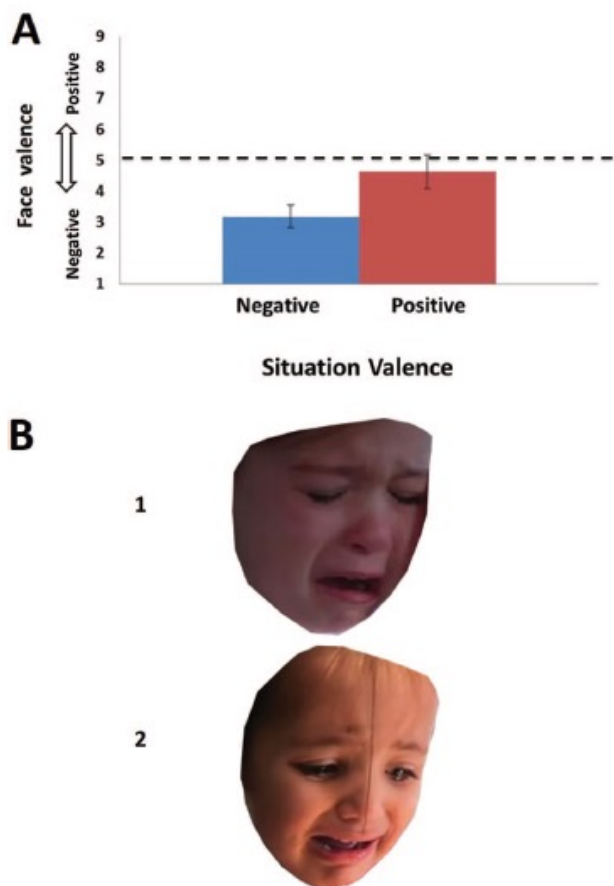 A
Face valence
Negative
Positive
9
8
7
6
5
4
3
2
1
Negative
Positive
Situation Valence
B
1
2